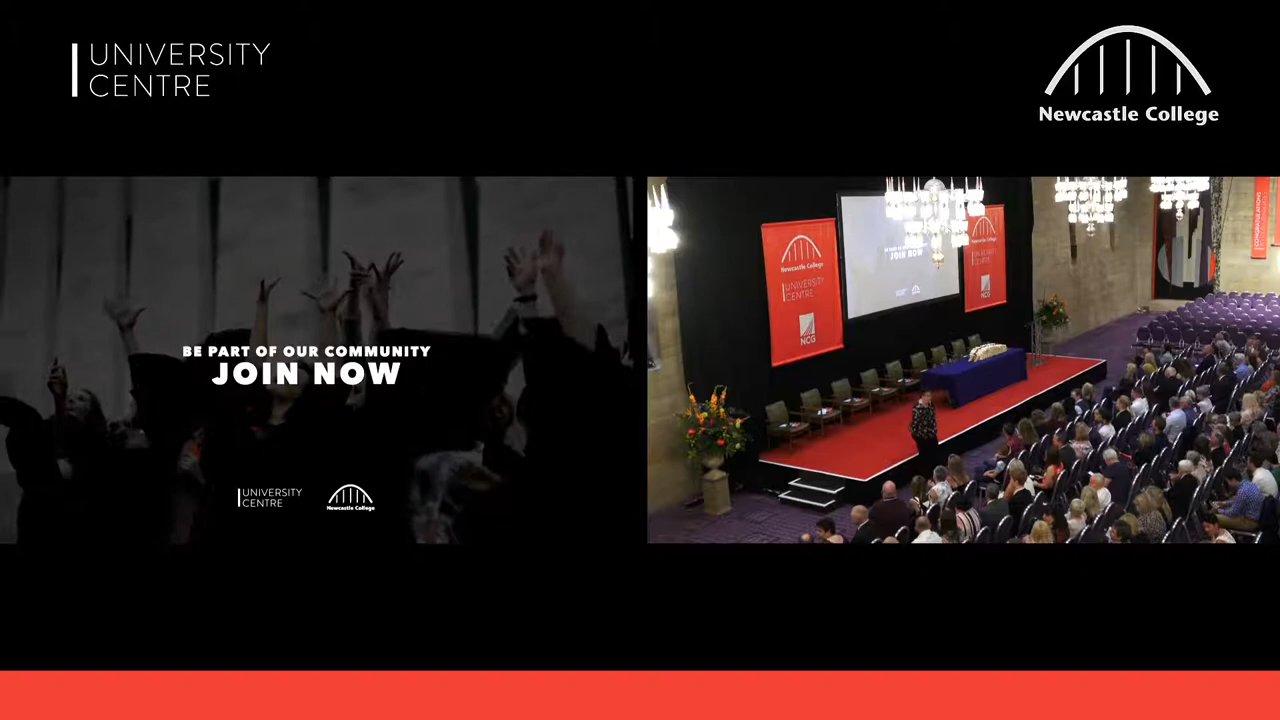 UNIVERSITY
CENTRE
Newcastle College
BE PART OF OUR COMMUNITY
JOIN NOW
UNIVERSITY
CENTRE
Newcastle College
Newcastle College
UNIVERSITY
CENTRE
NCG
JOIN NOW
Newcastle College
NCG
CONGRATULATIONS